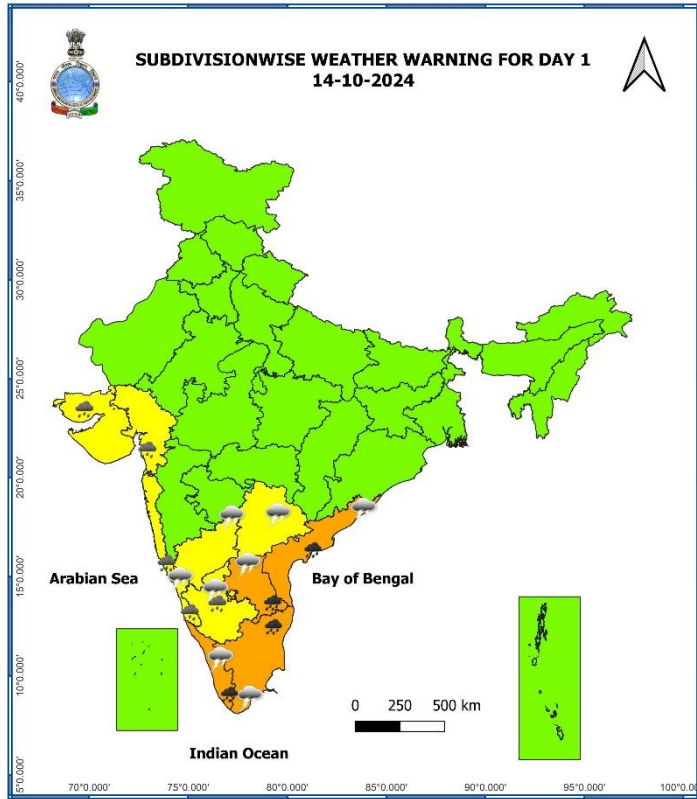 SUBDIVISIONWISE WEATHER WARNING FOR DAY 1
14-10-2024
40°0.000'
35°0.000'
30°0.000'
25°0.000'
20°0.000'
15°0.000'
10°0.000'
5°0.000'
Arabian Sea
Bay of Bengal
0 250 500 km
Indian Ocean
70°0.000' 75°0.000' 80°0.000' 85°0.000' 90°0.000' 95°0.000' 100°0.000'